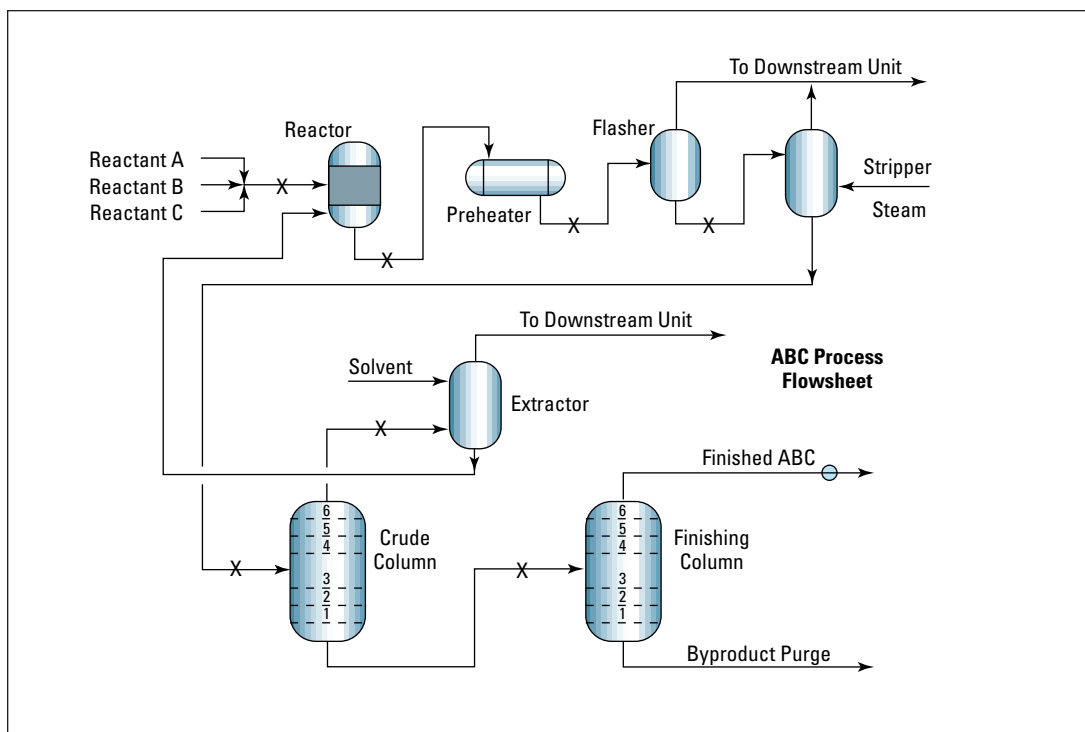 To Downstream Unit
Reactor
Flasher
Reactant A
Reactant B
Reactant C
X
Stripper
Steam
Preheater
X
X
X
To Downstream Unit
Solvent
ABC Process
Flowsheet
Extractor
X
Finished ABC
6
5
4
3
2
1
Crude
Column
X
X
6
5
4
3
2
1
Finishing
Column
Byproduct Purge